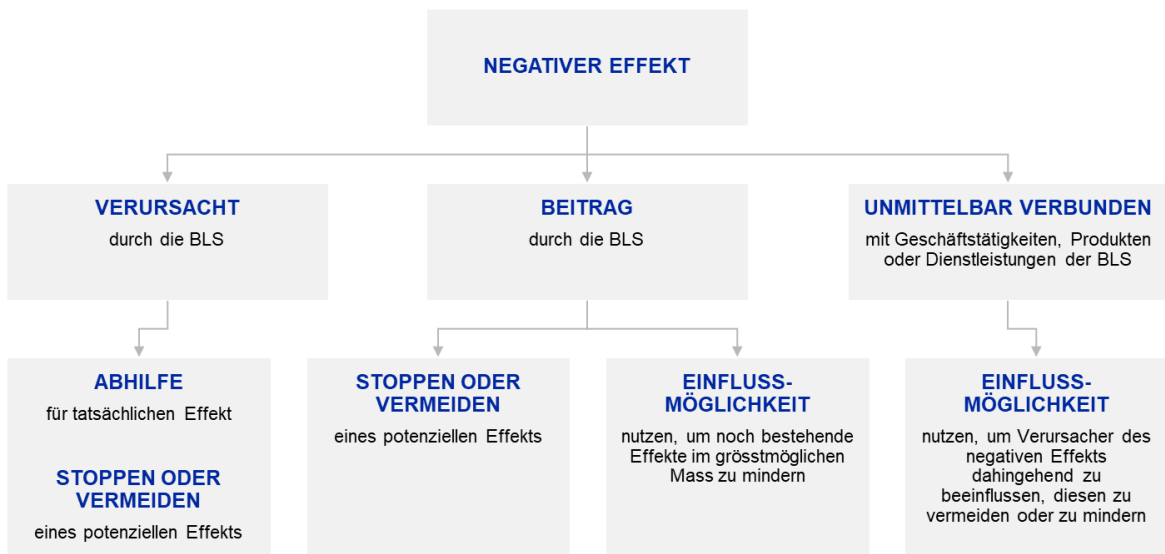 NEGATIVER EFFEKT
VERURSACHT
durch die BLS
BEITRAG
durch die BLS
UNMITTELBAR VERBUNDEN
mit Geschäftstätigkeiten, Produkten
oder Dienstleistungen der BLS
ABHILFE
für tatsächlichen Effekt
STOPPEN ODER
VERMEIDEN
eines potenziellen Effekts
STOPPEN ODER
VERMEIDEN
eines potenziellen Effekts
EINFLUSS-
MÖGLICHKEIT
nutzen, um noch bestehende
Effekte im grösstmöglichen
Mass zu mindern
EINFLUSS-
MÖGLICHKEIT
nutzen, um Verursacher des
negativen Effekts
dahingehend zu
beeinflussen, diesen zu
vermeiden oder zu mindern